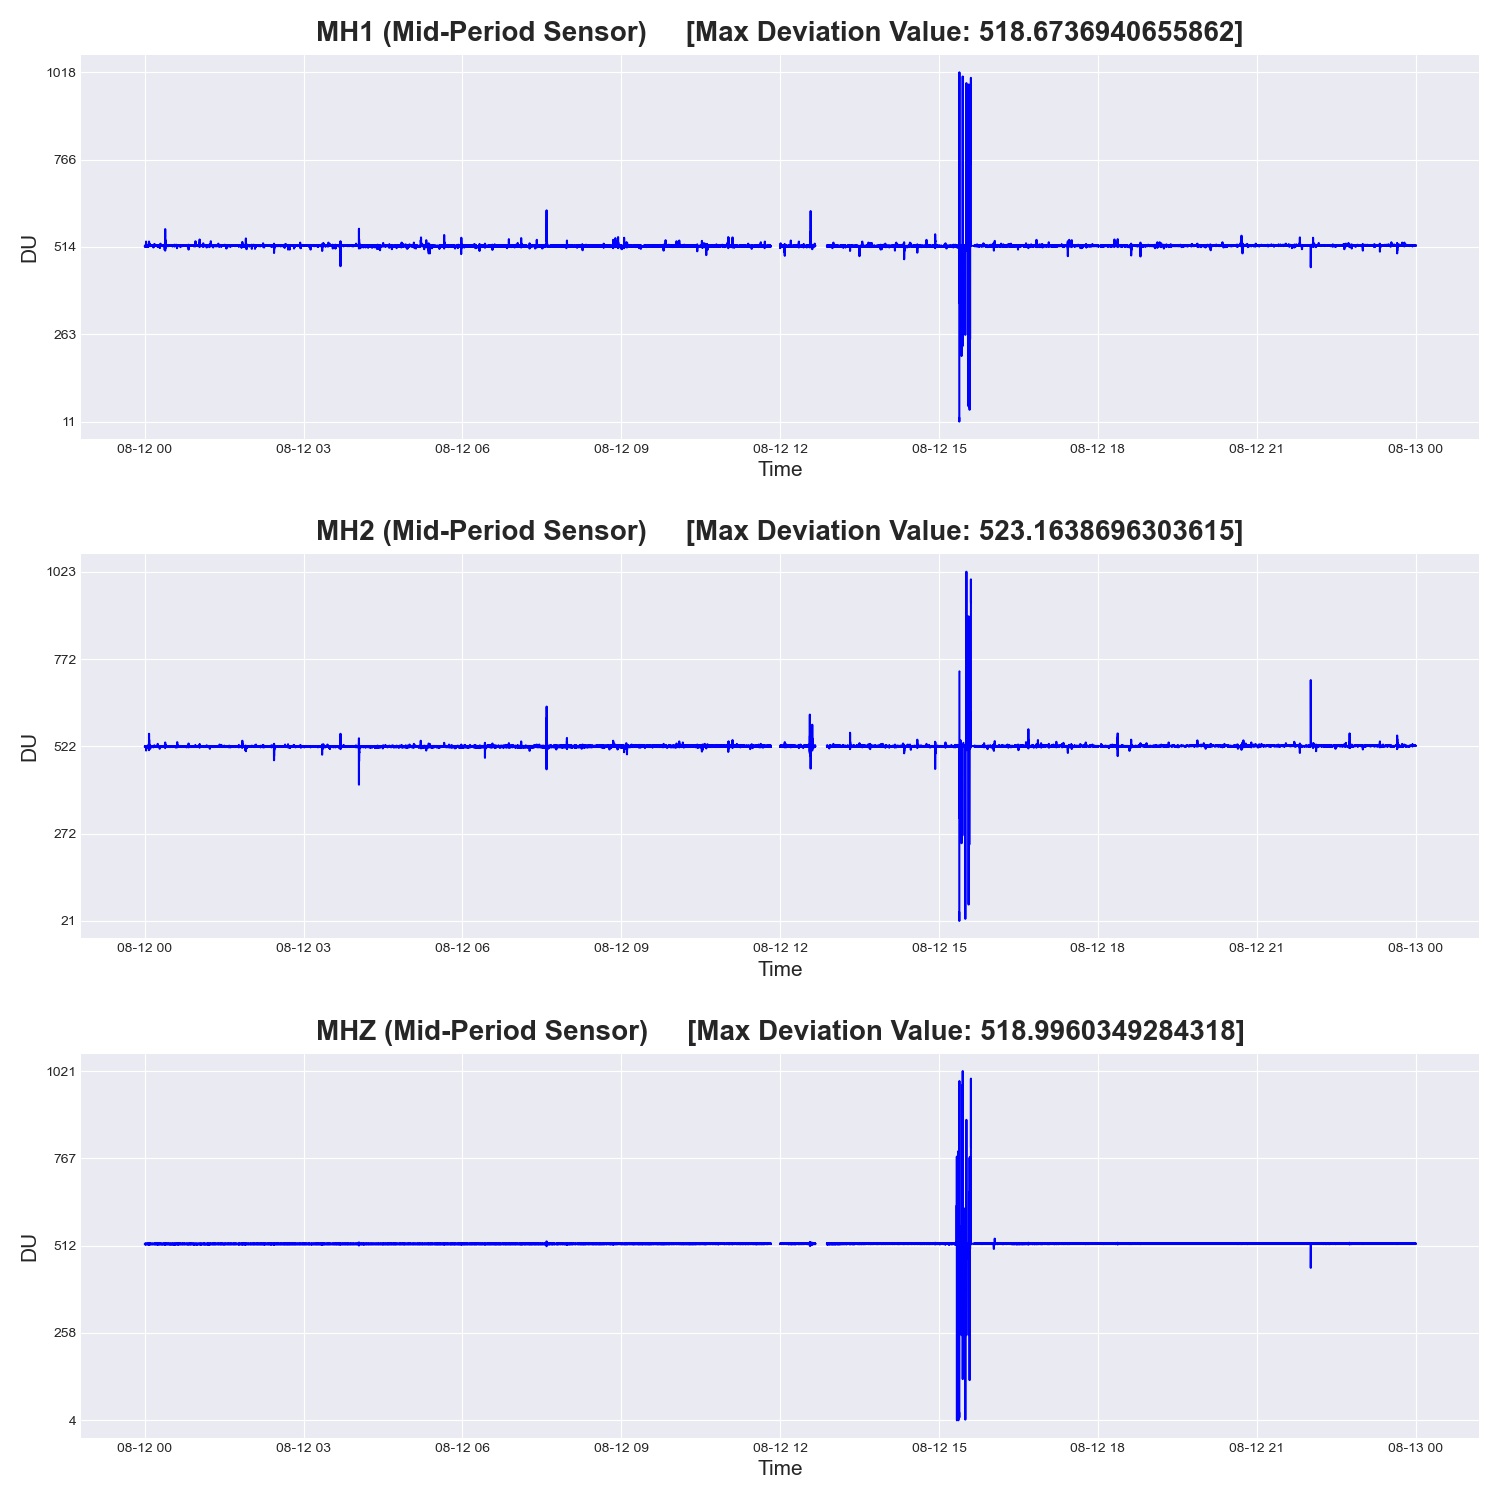 MH1 (Mid-Period Sensor) [Max Deviation Value: 518.6736940655862]
1018
766
514
263
11
DU
08-12 00 08-12 03 08-12 06 08-12 09 08-12 12 08-12 15 08-12 18 08-12 21 08-13 00
Time
MH2 (Mid-Period Sensor) [Max Deviation Value: 523.1638696303615]
1023
772
522
272
21
DU
08-12 00 08-12 03 08-12 06 08-12 09 08-12 12 08-12 15 08-12 18 08-12 21 08-13 00
Time
MHZ (Mid-Period Sensor) [Max Deviation Value: 518.9960349284318]
1021
767
512
258
4
DU
08-12 00 08-12 03 08-12 06 08-12 09 08-12 12 08-12 15 08-12 18 08-12 21 08-13 00
Time